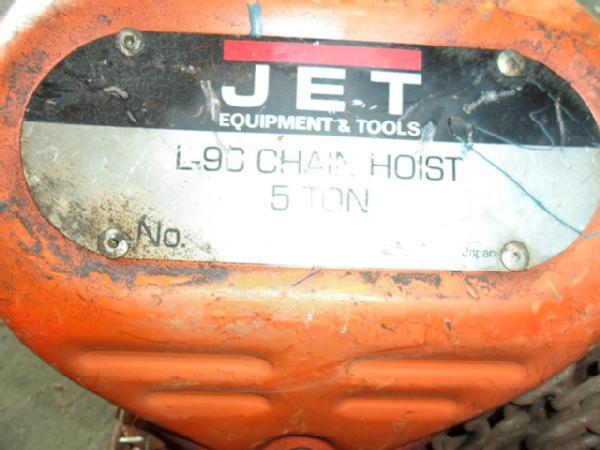 JET
EQUIPMENT & TOOLS
L-90 CHAIN HOIST
5 TON
No.
Japan